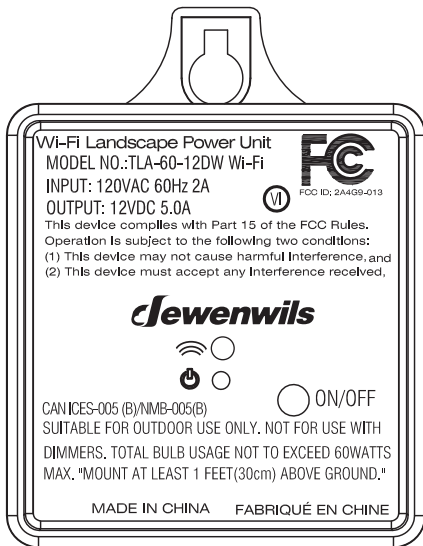 Wi-Fi Landscape Power Unit
MODEL NO.:TLA-60-12DW Wi-Fi
INPUT: 120VAC 60Hz 2A
OUTPUT: 12VDC 5.0A
VI
FC
FCC ID; 2A4G9-013
This device complies with Part 15 of the FCC Rules.
Operation is subject to the following two conditions:
(1) This device may not cause harmful Interference, and
(2) This device must accept any Interference received,
dewenwils
ON/OFF
CAN ICES-005 (B)/NMB-005(B)
SUITABLE FOR OUTDOOR USE ONLY. NOT FOR USE WITH
DIMMERS. TOTAL BULB USAGE NOT TO EXCEED 60WATTS
MAX. "MOUNT AT LEAST 1 FEET(30cm) ABOVE GROUND."
MADE IN CHINA FABRIQUÉ EN CHINE